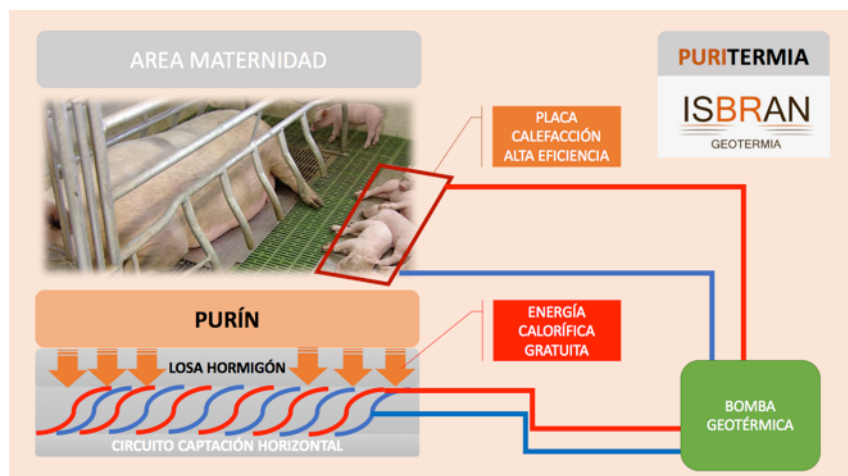 AREA MATERNIDAD
PURITERMIA
ISBRAN
GEOTERMIA
PLACA
CALEFACCIÓN
ALTA EFICIENCIA
PURÍN
ENERGÍA
CALORÍFICA
GRATUITA
LOSA HORMIGÓN
BOMBA
GEOTÉRMICA
CIRCUITO CAPTACIÓN HORIZONTAL